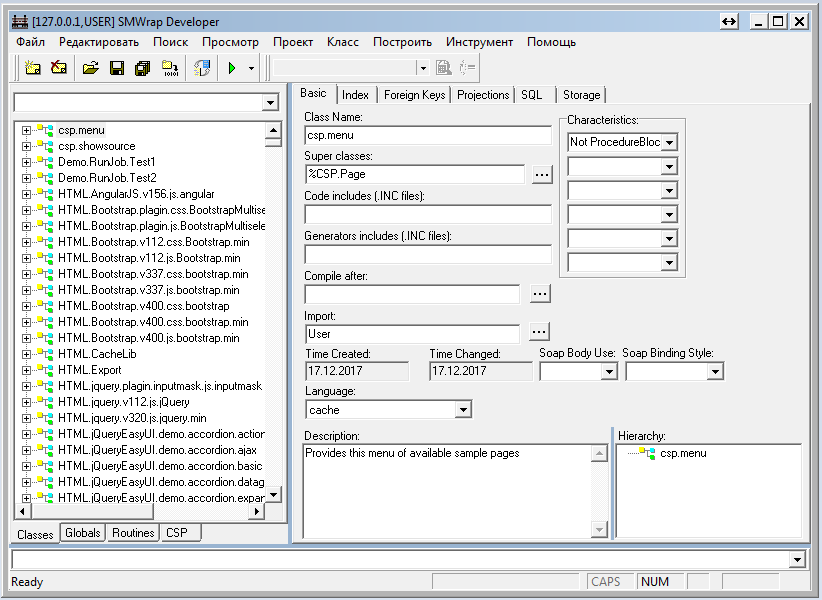 [127.0.0.1,USER] SMWrap Developer
Файл Редактировать Поиск Просмотр Проект Класс Построить Инструмент Помощь
Basic Index Foreign Keys Projections SQL Storage
csp.menu
csp.showsource
Demo.RunJob.Test1
Demo.RunJob.Test2
HTML.AngularJS.v156.js.angular
HTML.Bootstrap.plagin.css.BootstrapMultise
HTML.Bootstrap.plagin.js.BootstrapMultisele
HTML.Bootstrap.v112.css.Bootstrap.min
HTML.Bootstrap.v112.js.Bootstrap.min
HTML.Bootstrap.v337.css.bootstrap.min
HTML.Bootstrap.v337.js.bootstrap.min
HTML.Bootstrap.v400.css.bootstrap
HTML.Bootstrap.v400.css.bootstrap.min
HTML.Bootstrap.v400.js.bootstrap.min
HTML.CacheLib
HTML.Export
HTML.jquery.plagin.inputmask.js.inputmask
HTML.jquery.v112.js.jQuery
HTML.jquery.v320.js.jquery.min
HTML.jQueryEasyUI.demo.accordion.action
HTML.jQueryEasyUI.demo.accordion.ajax
HTML.jQueryEasyUI.demo.accordion.basic
HTML.jQueryEasyUI.demo.accordion.datag
HTML.jQueryEasyUI.demo.accordion.expan
Classes Globals Routines CSP
Class Name:
csp.menu
Super classes:
%CSP.Page
...
Code includes (.INC files):
Generators includes (.INC files):
Compile after:
...
Import:
User
...
Characteristics:
Not ProcedureBloc
Time Created: Time Changed: Soap Body Use: Soap Binding Style:
17.12.2017 17.12.2017
Language:
cache
Description:
Provides this menu of available sample pages
Hierarchy:
csp.menu
Ready CAPS NUM